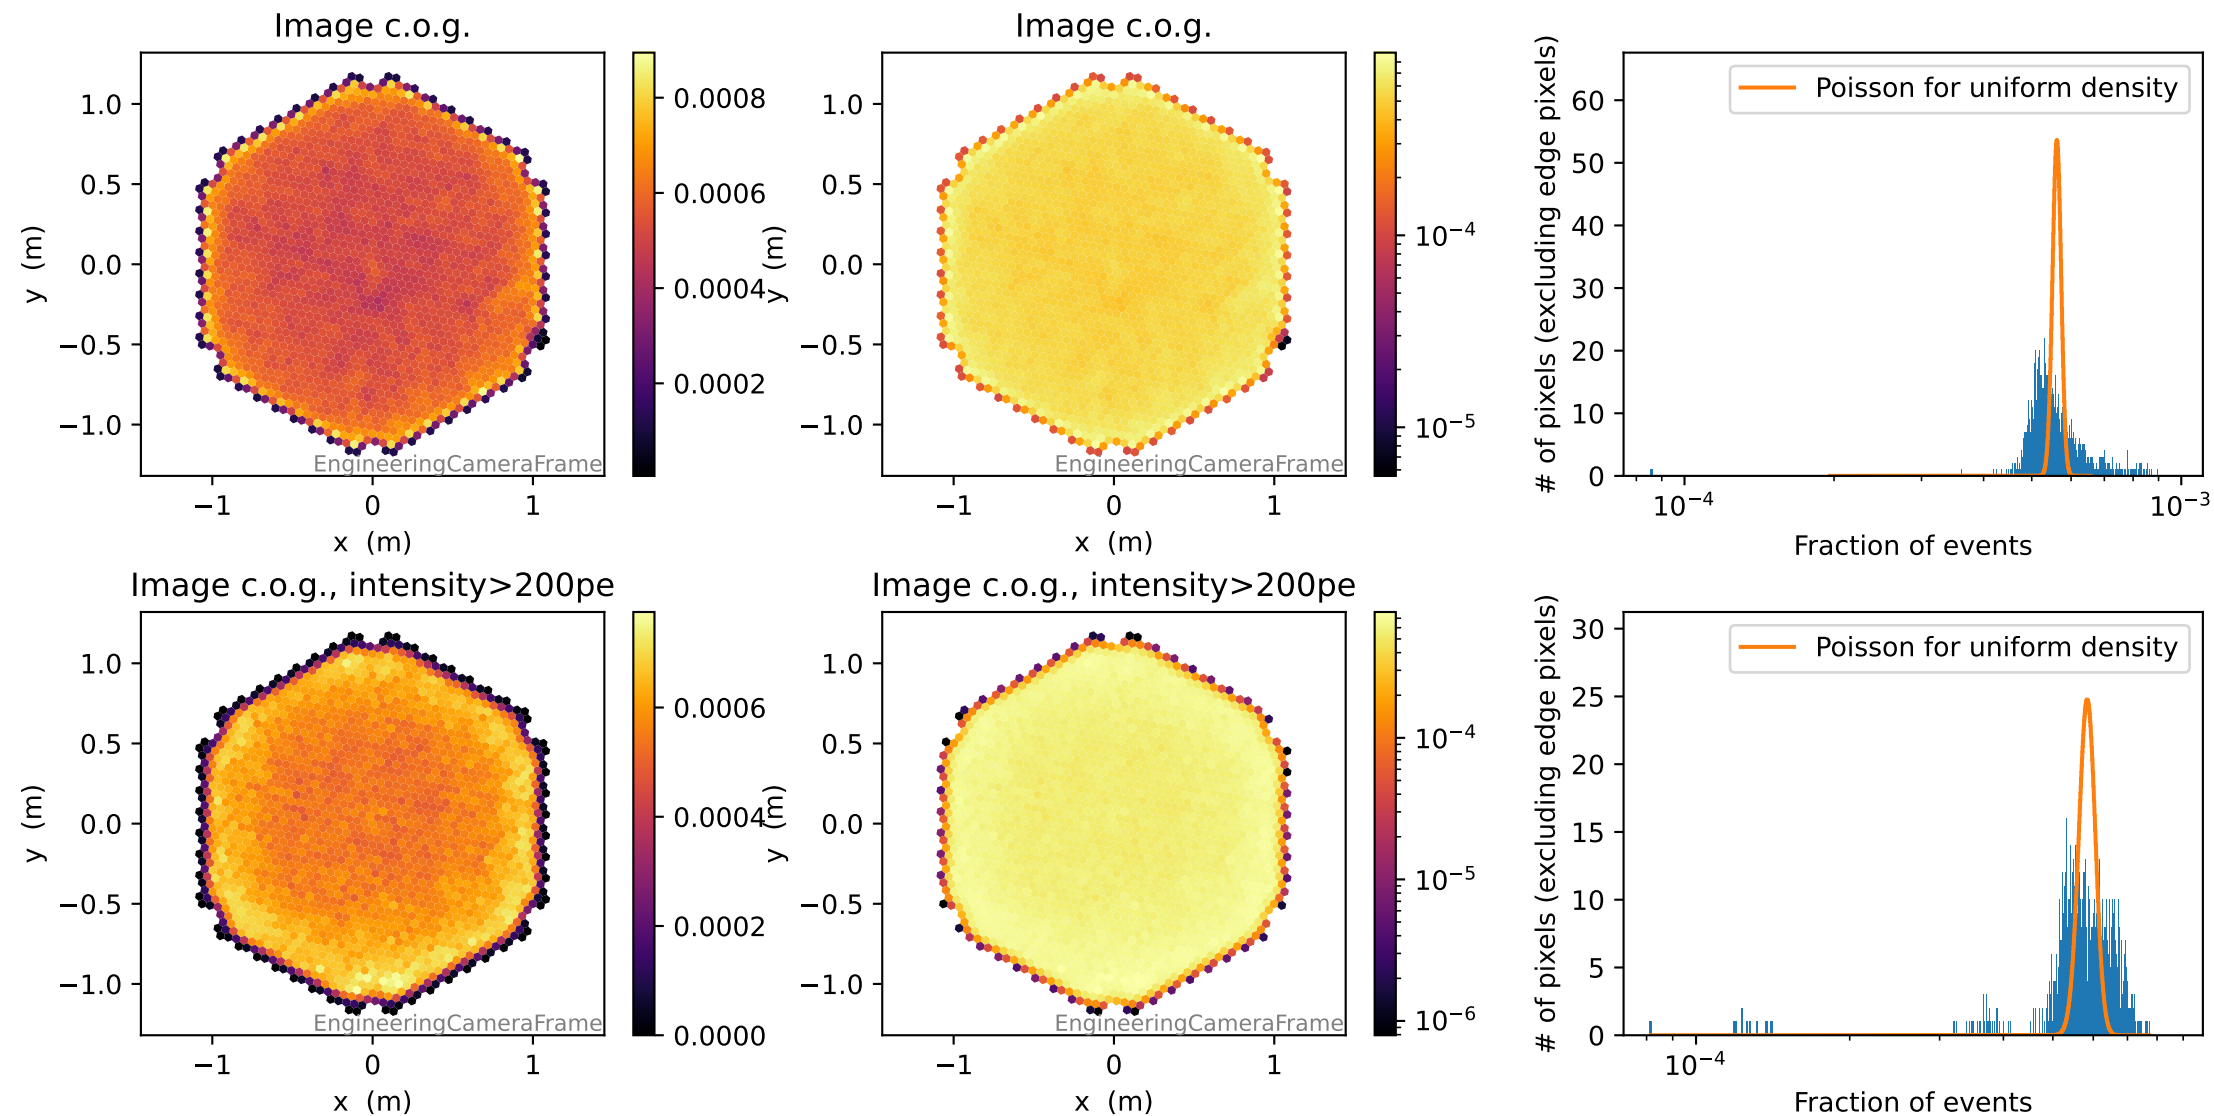 Image c.o.g.
1.0
0.5
0.0
−0.5
−1.0
y (m)
−1
0
1
x (m)
EngineeringCameraFrame
0.0008
0.0006
0.0004
0.0002
Image c.o.g.
1.0
0.5
0.0
−0.5
−1.0
y (m)
−1
0
1
x (m)
EngineeringCameraFrame
10⁻⁴
10⁻⁵
# of pixels (excluding edge pixels)
60
50
40
30
20
10
0
Poisson for uniform density
10⁻⁴
10⁻³
Fraction of events
Image c.o.g., intensity>200pe
1.0
0.5
0.0
−0.5
−1.0
y (m)
−1
0
1
x (m)
EngineeringCameraFrame
0.0006
0.0004
0.0002
0.0000
Image c.o.g., intensity>200pe
1.0
0.5
0.0
−0.5
−1.0
y (m)
−1
0
1
x (m)
EngineeringCameraFrame
10⁻⁴
10⁻⁵
10⁻⁶
# of pixels (excluding edge pixels)
30
25
20
15
10
5
0
Poisson for uniform density
10⁻⁴
Fraction of events